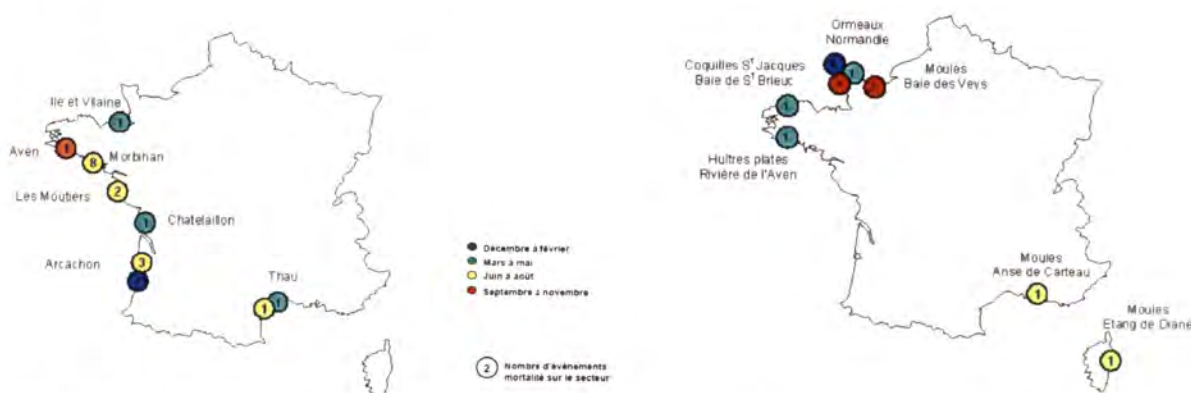 Ile et Vilaine
1
Aven
1
8
Morbihan
Les Moutiers
2
1
Chatelaillon
Arcachon
3
Thau
1
1
Décembre à février
Mars à mai
Juin à août
Septembre à novembre
2
Nombre d'évènements
mortalité sur le secteur
Ormeaux
Normandie
Coquilles St Jacques
Baie de St Brieuc
1
Moules
Baie des Veys
1
1
Huîtres plates
Rivière de l'Aven
Moules
Anse de Carteau
1
Moules
Etang de Diane
1